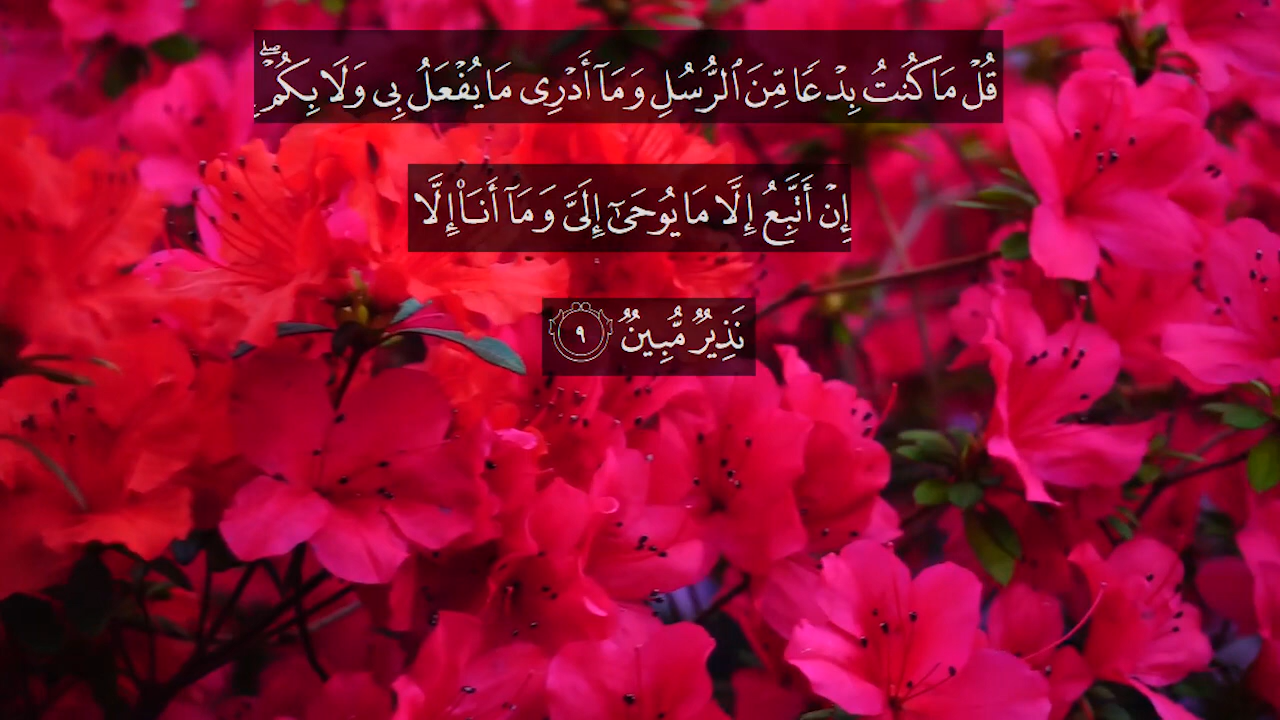 قُلْ مَا كُنتُ بِدْعًا مِّنَ ٱلرُّسُلِ وَمَآ أَدْرِى مَا يُفْعَلُ بِى وَلَا بِكُمْ ۖ
إِنْ أَتَّبِعُ إِلَّا مَا يُوحَىٰٓ إِلَىَّ وَمَآ أَنَا۠ إِلَّا
نَذِيرٌ مُّبِينٌ ٩